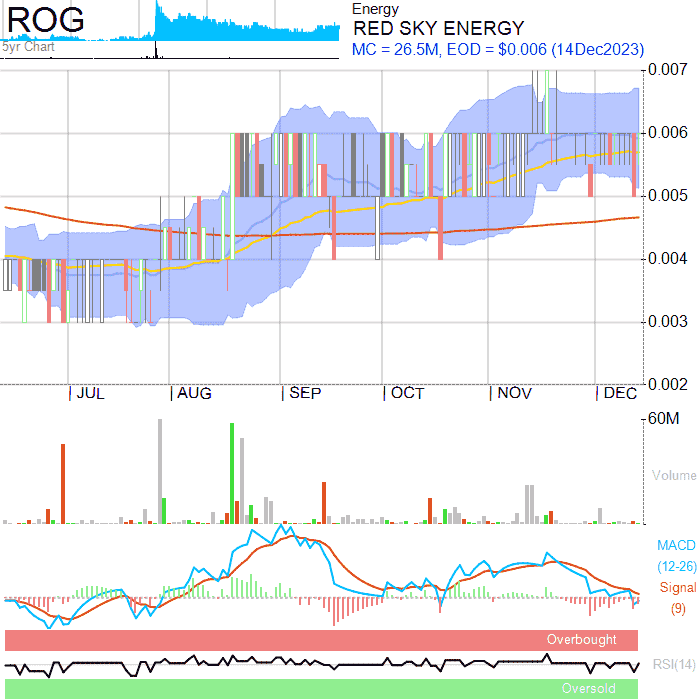 ROG
5yr Chart
Energy
RED SKY ENERGY
MC = 26.5M, EOD = $0.006 (14Dec2023)
0.007
0.006
0.005
0.004
0.003
0.002
JUL AUG SEP OCT NOV DEC
60M
Volume
MACD
(12-26)
Signal
(9)
Overbought
RSI(14)
Oversold